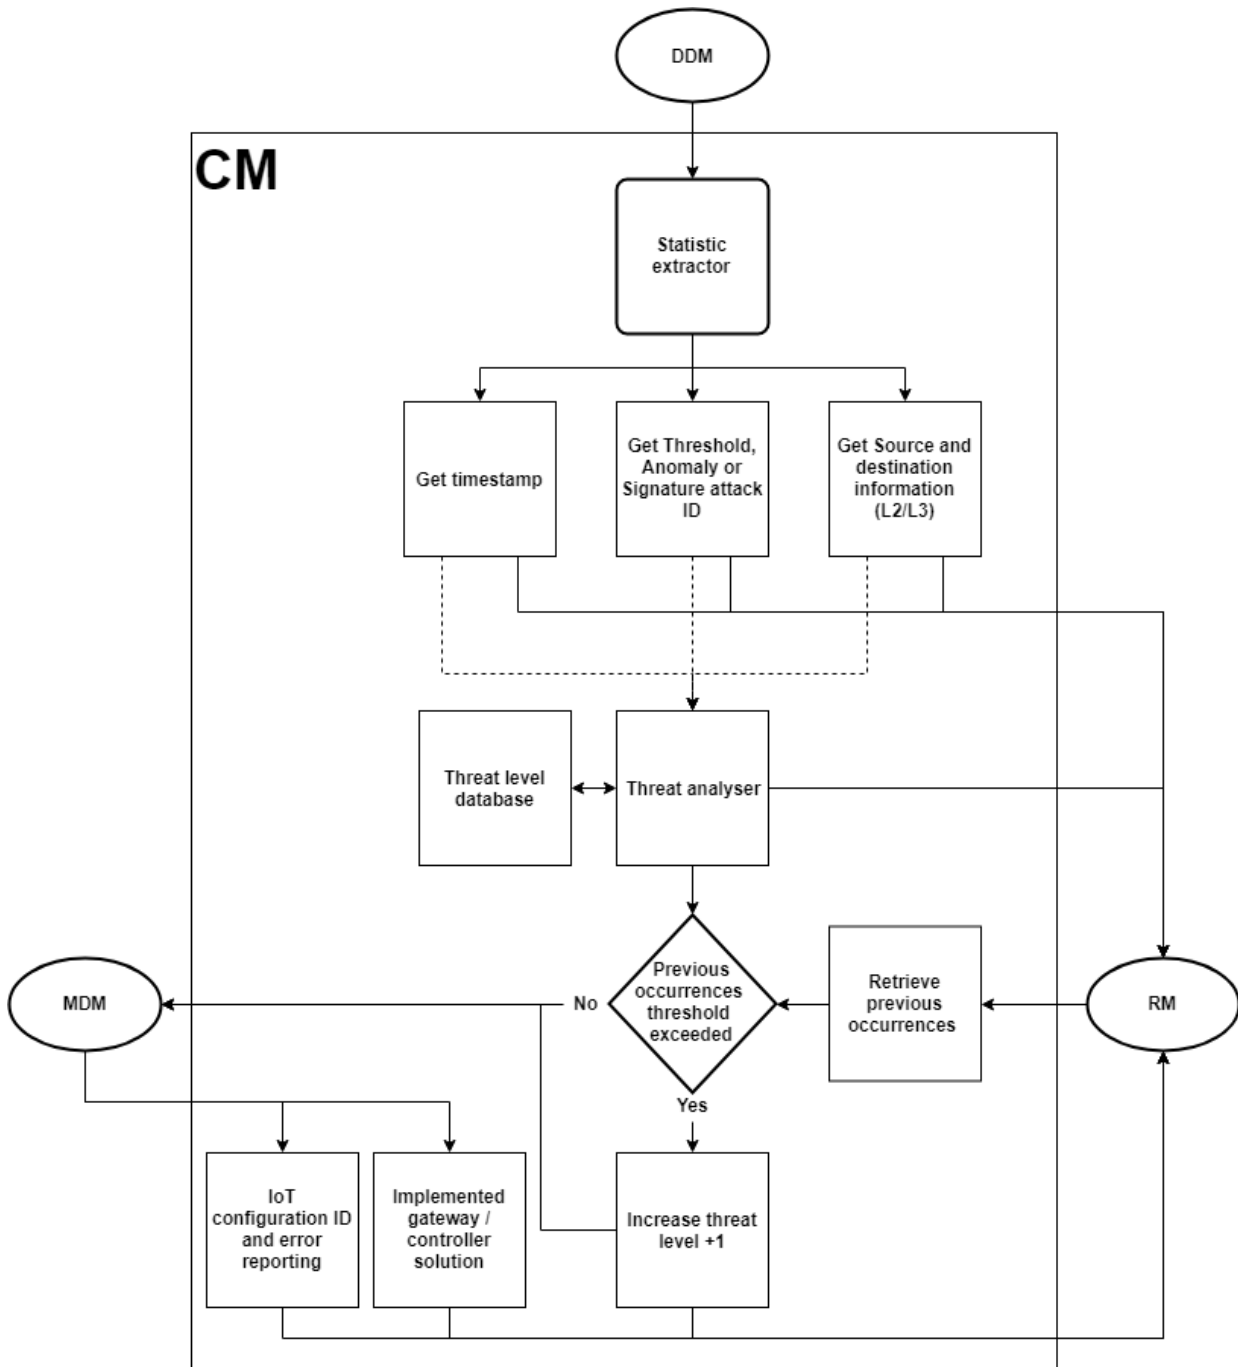 DDM
CM
Statistic
extractor
Get timestamp
Get Threshold,
Anomaly or
Signature attack
ID
Get Source and
destination
information
(L2/L3)
Threat level
database
Threat analyser
MDM
No
Previous
occurrences
threshold
exceeded
Retrieve
previous
occurrences
RM
Yes
IoT
configuration ID
and error
reporting
Implemented
gateway /
controller
solution
Increase threat
level +1